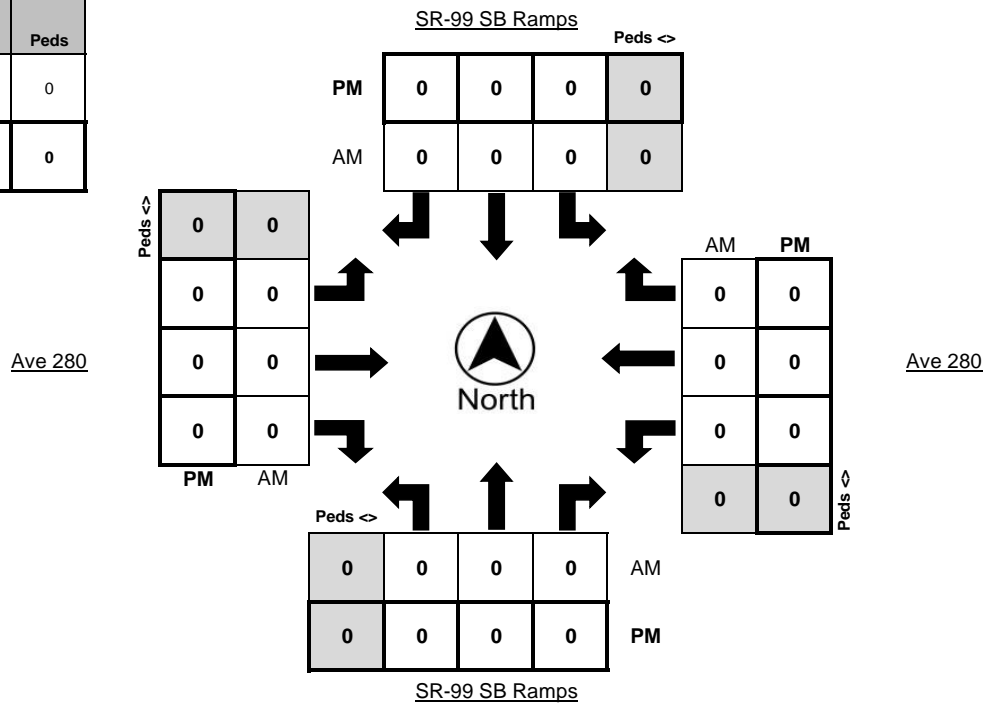 SR-99 SB Ramps
Peds
Peds <>
0
PM 0 0 0 0
AM 0 0 0 0
0
Peds <> 0 0
AM PM
0 0
0 0
Ave 280 0 0
North
0 0
Ave 280
0 0
0 0
PM AM
0 0 Peds <>
Peds <>
0 0 0 0 AM
0 0 0 0 PM
SR-99 SB Ramps